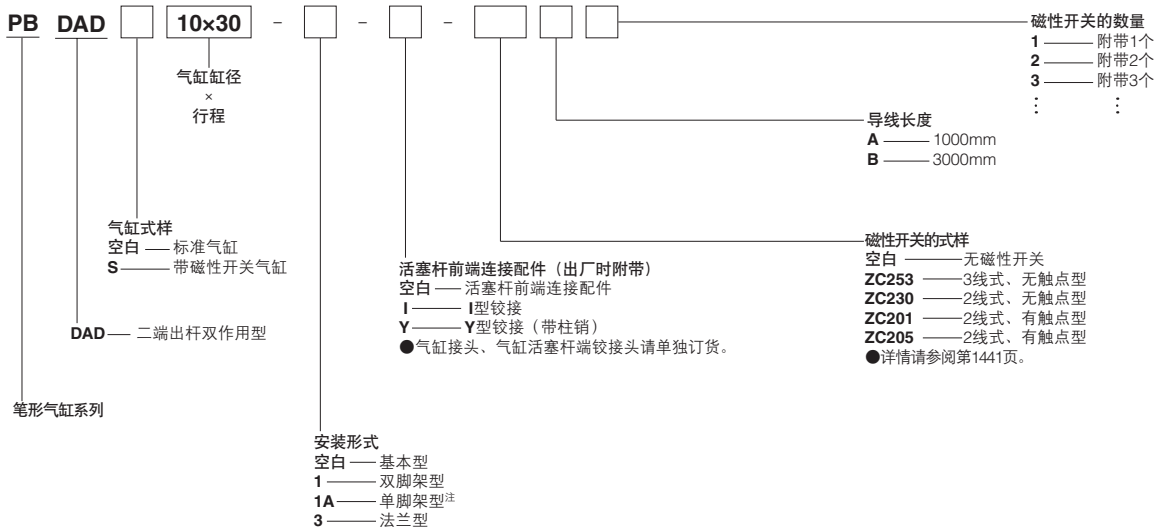 PB DAD 10×30 - - -
气缸缸径
×
行程
磁性开关的数量
1 附带1个
2 附带2个
3 附带3个
⋮ ⋮
导线长度
A 1000mm
B 3000mm
气缸式样
空白 标准气缸
S 带磁性开关气缸
活塞杆前端连接配件（出厂时附带）
空白 活塞杆前端连接配件
I I型铰接
Y Y型铰接（带柱销）
●气缸接头、气缸活塞杆端铰接头请单独订货。
磁性开关的式样
空白 无磁性开关
ZC253 3线式、无触点型
ZC230 2线式、无触点型
ZC201 2线式、有触点型
ZC205 2线式、有触点型
●详情请参阅第1441页。
DAD 二端出杆双作用型
笔形气缸系列
安装形式
空白 基本型
1 双脚架型
1A 单脚架型注
3 法兰型